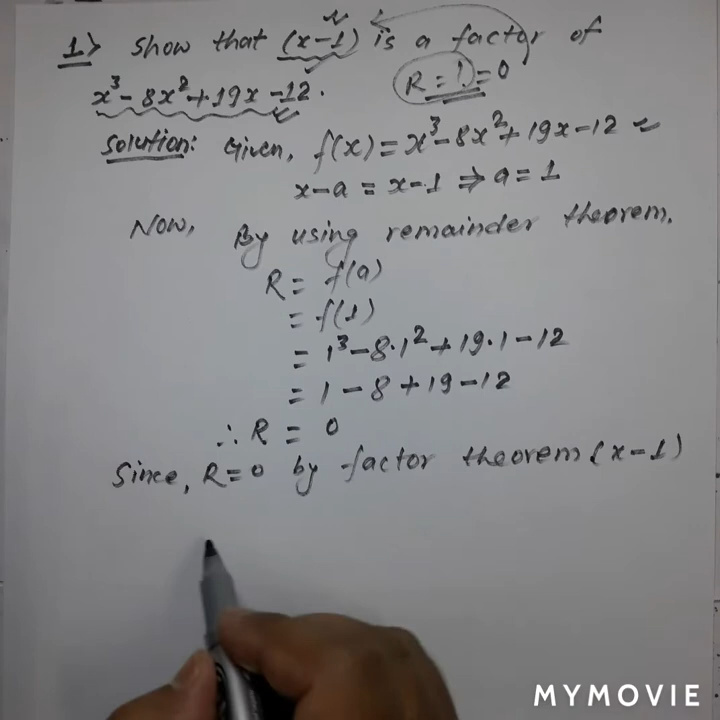 1> Show that (x-1) is a factor of
x³ - 8x² + 19x - 12.
R = ! = 0
Solution: Given, f(x) = x³ - 8x² + 19x - 12
x - a = x - 1 ⇒ a = 1
Now, By using remainder theorem.
R = f(a)
= f(1)
= 1³ - 8·1² + 19·1 - 12
= 1 - 8 + 19 - 12
∴ R = 0
Since, R = 0 by factor theorem (x-1)
MYMOVIE